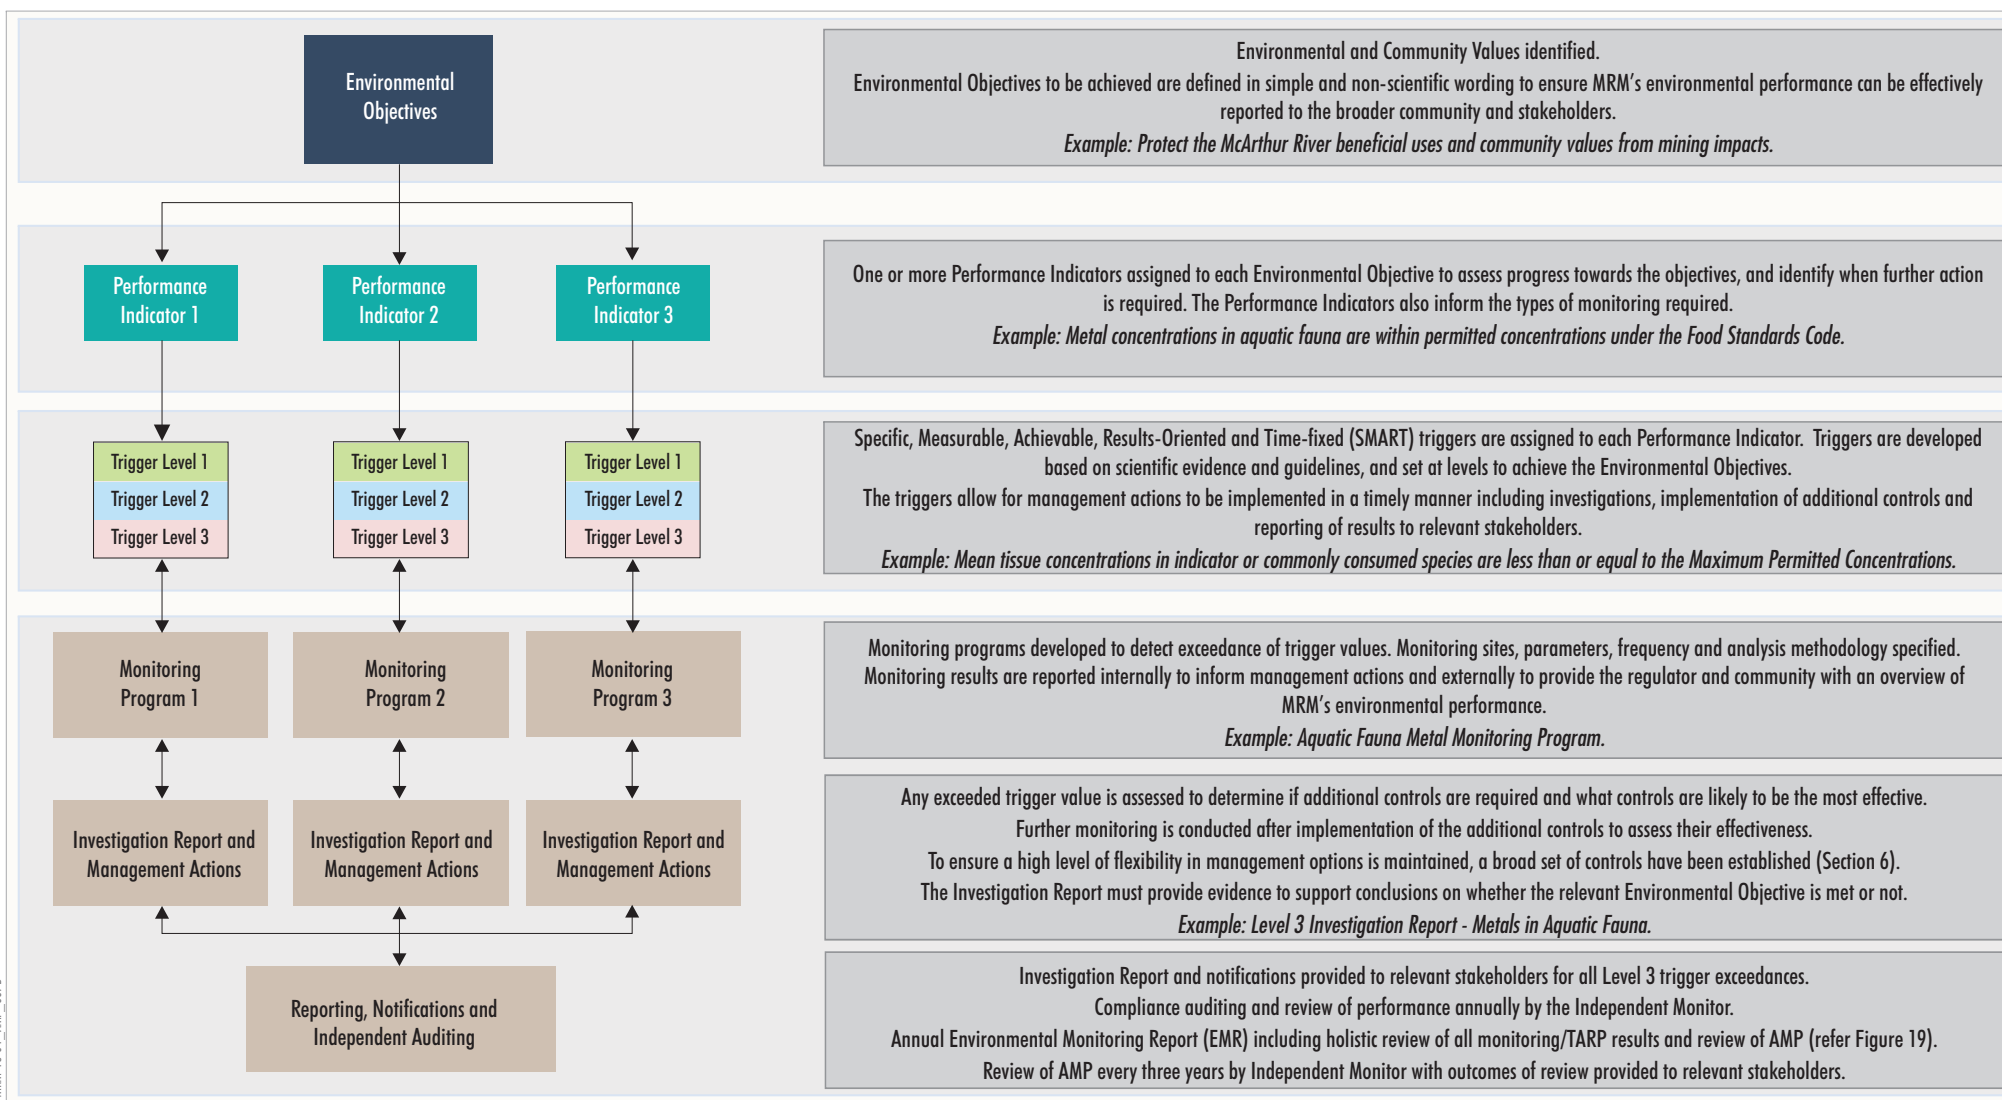 Environmental
Objectives
Environmental and Community Values identified.
Environmental Objectives to be achieved are defined in simple and non-scientific wording to ensure MRM’s environmental performance can be effectively
reported to the broader community and stakeholders.
Example: Protect the McArthur River beneficial uses and community values from mining impacts.
Performance
Indicator 1
Performance
Indicator 2
Performance
Indicator 3
One or more Performance Indicators assigned to each Environmental Objective to assess progress towards the objectives, and identify when further action
is required. The Performance Indicators also inform the types of monitoring required.
Example: Metal concentrations in aquatic fauna are within permitted concentrations under the Food Standards Code.
Trigger Level 1
Trigger Level 2
Trigger Level 3
Trigger Level 1
Trigger Level 2
Trigger Level 3
Trigger Level 1
Trigger Level 2
Trigger Level 3
Specific, Measurable, Achievable, Results-Oriented and Time-fixed (SMART) triggers are assigned to each Performance Indicator. Triggers are developed
based on scientific evidence and guidelines, and set at levels to achieve the Environmental Objectives.
The triggers allow for management actions to be implemented in a timely manner including investigations, implementation of additional controls and
reporting of results to relevant stakeholders.
Example: Mean tissue concentrations in indicator or commonly consumed species are less than or equal to the Maximum Permitted Concentrations.
Monitoring
Program 1
Monitoring
Program 2
Monitoring
Program 3
Monitoring programs developed to detect exceedance of trigger values. Monitoring sites, parameters, frequency and analysis methodology specified.
Monitoring results are reported internally to inform management actions and externally to provide the regulator and community with an overview of
MRM’s environmental performance.
Example: Aquatic Fauna Metal Monitoring Program.
Investigation Report and
Management Actions
Investigation Report and
Management Actions
Investigation Report and
Management Actions
Any exceeded trigger value is assessed to determine if additional controls are required and what controls are likely to be the most effective.
Further monitoring is conducted after implementation of the additional controls to assess their effectiveness.
To ensure a high level of flexibility in management options is maintained, a broad set of controls have been established (Section 6).
The Investigation Report must provide evidence to support conclusions on whether the relevant Environmental Objective is met or not.
Example: Level 3 Investigation Report - Metals in Aquatic Fauna.
Reporting, Notifications and
Independent Auditing
Investigation Report and notifications provided to relevant stakeholders for all Level 3 trigger exceedances.
Compliance auditing and review of performance annually by the Independent Monitor.
Annual Environmental Monitoring Report (EMR) including holistic review of all monitoring/TARP results and review of AMP (refer Figure 19).
Review of AMP every three years by Independent Monitor with outcomes of review provided to relevant stakeholders.